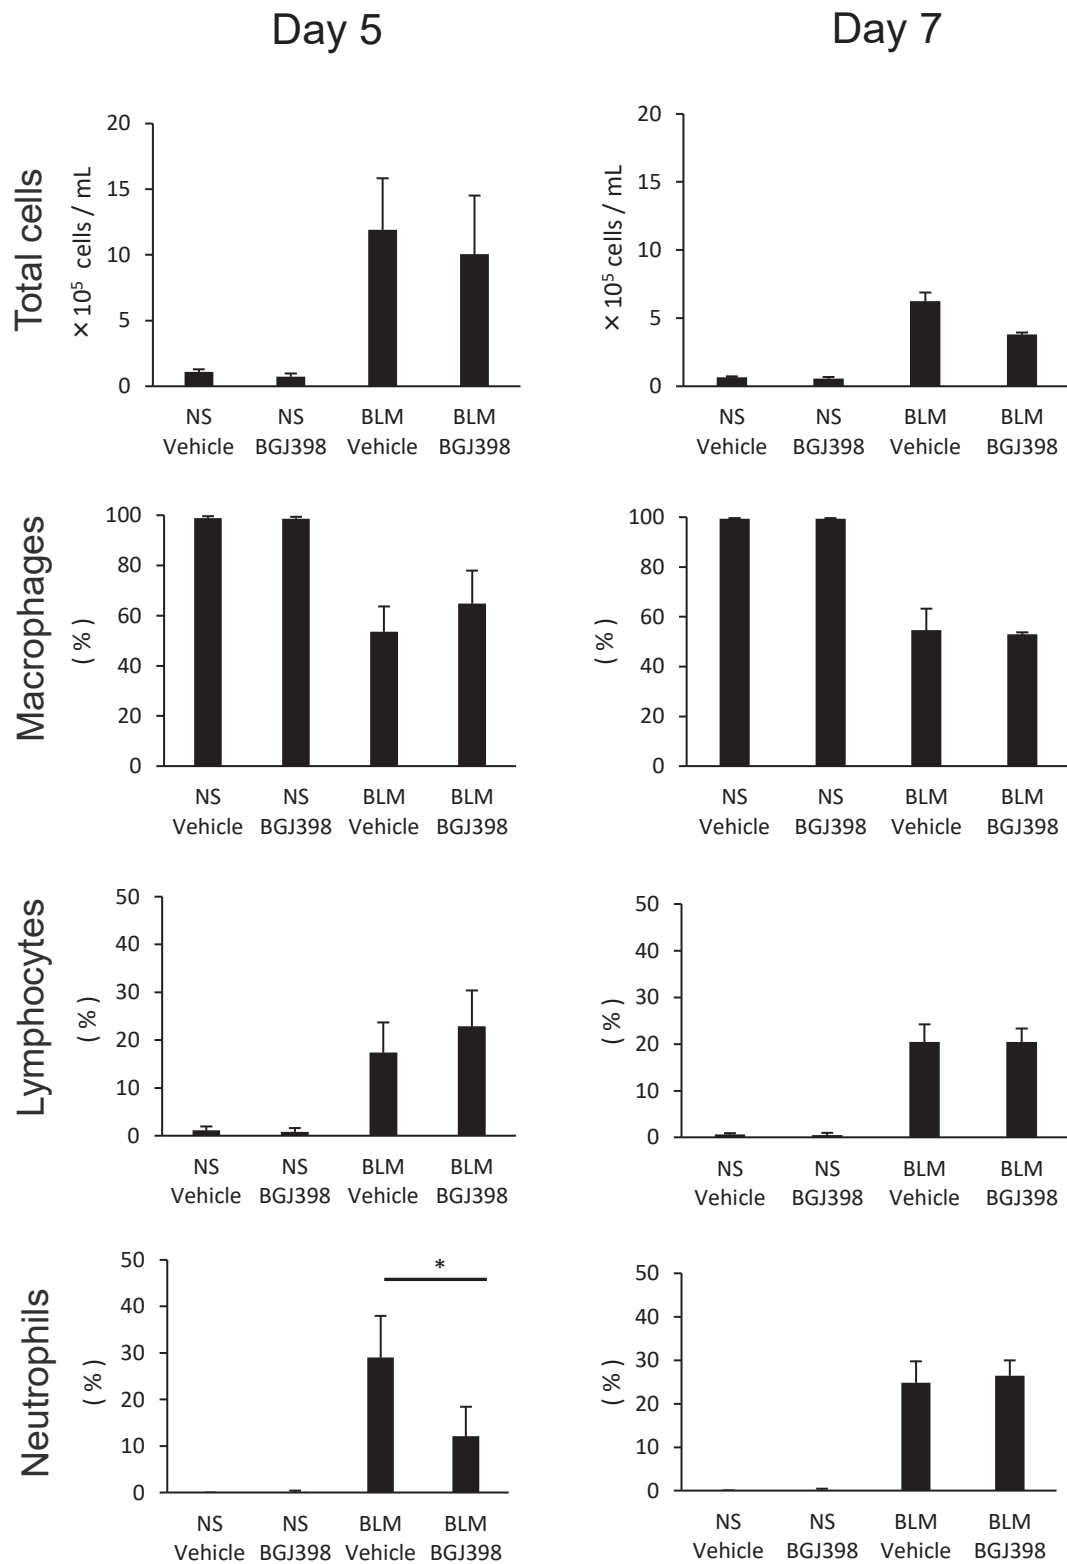 Day 5
Day 7
Total cells
× 10⁵ cells / mL
20
15
10
5
0
NS Vehicle
NS BGJ398
BLM Vehicle
BLM BGJ398
× 10⁵ cells / mL
20
15
10
5
0
NS Vehicle
NS BGJ398
BLM Vehicle
BLM BGJ398
Macrophages
( % )
100
80
60
40
20
0
NS Vehicle
NS BGJ398
BLM Vehicle
BLM BGJ398
( % )
100
80
60
40
20
0
NS Vehicle
NS BGJ398
BLM Vehicle
BLM BGJ398
Lymphocytes
( % )
50
40
30
20
10
0
NS Vehicle
NS BGJ398
BLM Vehicle
BLM BGJ398
( % )
50
40
30
20
10
0
NS Vehicle
NS BGJ398
BLM Vehicle
BLM BGJ398
Neutrophils
( % )
50
40
30
20
10
0
*
NS Vehicle
NS BGJ398
BLM Vehicle
BLM BGJ398
( % )
50
40
30
20
10
0
NS Vehicle
NS BGJ398
BLM Vehicle
BLM BGJ398